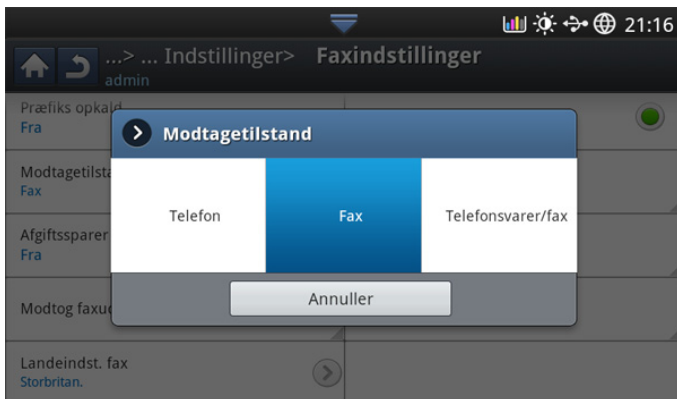 21:16
...> ... Indstillinger> Faxindstillinger
admin
Præfiks opkald
Fra
Modtagetilsta
Fax
Afgiftssparer
Fra
Modtog faxud
Landeindst. fax
Storbritan.
Modtagetilstand
Telefon Fax Telefonsvarer/fax
Annuller